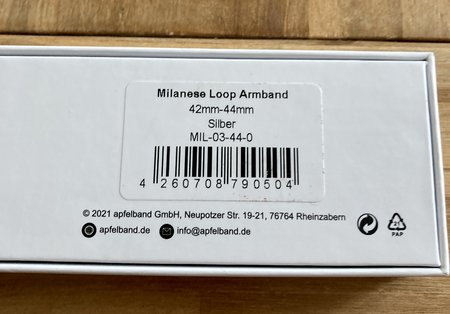 Milanese Loop Armband
42mm-44mm
Silber
MIL-03-44-0
4 260708 790504
© 2021 apfelband GmbH, Neupotzer Str. 19-21, 76764 Rheinzabern
apfelband.de info@apfelband.de
21
PAP